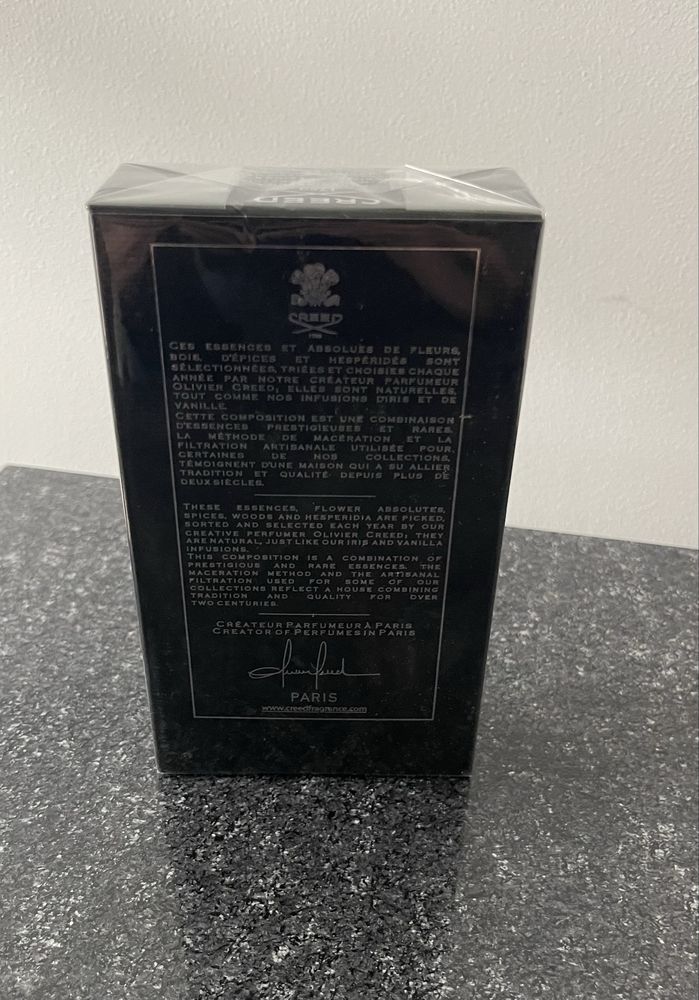 CREED
CREED
1760
CES ESSENCES ET ABSOLUES DE FLEURS,
BOIS, D'ÉPICES ET HESPÉRIDÉS SONT
SÉLECTIONNÉES, TRIÉES ET CHOISIES CHAQUE
ANNÉE PAR NOTRE CRÉATEUR PARFUMEUR
OLIVIER CREED, ELLES SONT NATURELLES,
TOUT COMME NOS INFUSIONS D'IRIS ET DE
VANILLE.
CETTE COMPOSITION EST UNE COMBINAISON
D'ESSENCES PRESTIGIEUSES ET RARES.
LA MÉTHODE DE MACÉRATION ET LA
FILTRATION ARTISANALE UTILISÉE POUR
CERTAINES DE NOS COLLECTIONS,
TÉMOIGNENT D'UNE MAISON QUI A SU ALLIER
TRADITION ET QUALITÉ DEPUIS PLUS DE
DEUX SIÈCLES.
THESE ESSENCES, FLOWER ABSOLUTES,
SPICES, WOODS AND HESPERIDIA ARE PICKED,
SORTED AND SELECTED EACH YEAR BY OUR
CREATIVE PERFUMER OLIVIER CREED; THEY
ARE NATURAL, JUST LIKE OUR IRIS AND VANILLA
INFUSIONS.
THIS COMPOSITION IS A COMBINATION OF
PRESTIGIOUS AND RARE ESSENCES. THE
MACERATION METHOD AND THE ARTISANAL
FILTRATION USED FOR SOME OF OUR
COLLECTIONS REFLECT A HOUSE COMBINING
TRADITION AND QUALITY FOR OVER
TWO CENTURIES.
CRÉATEUR PARFUMEUR À PARIS
CREATOR OF PERFUMES IN PARIS
PARIS
www.creedfragrance.com